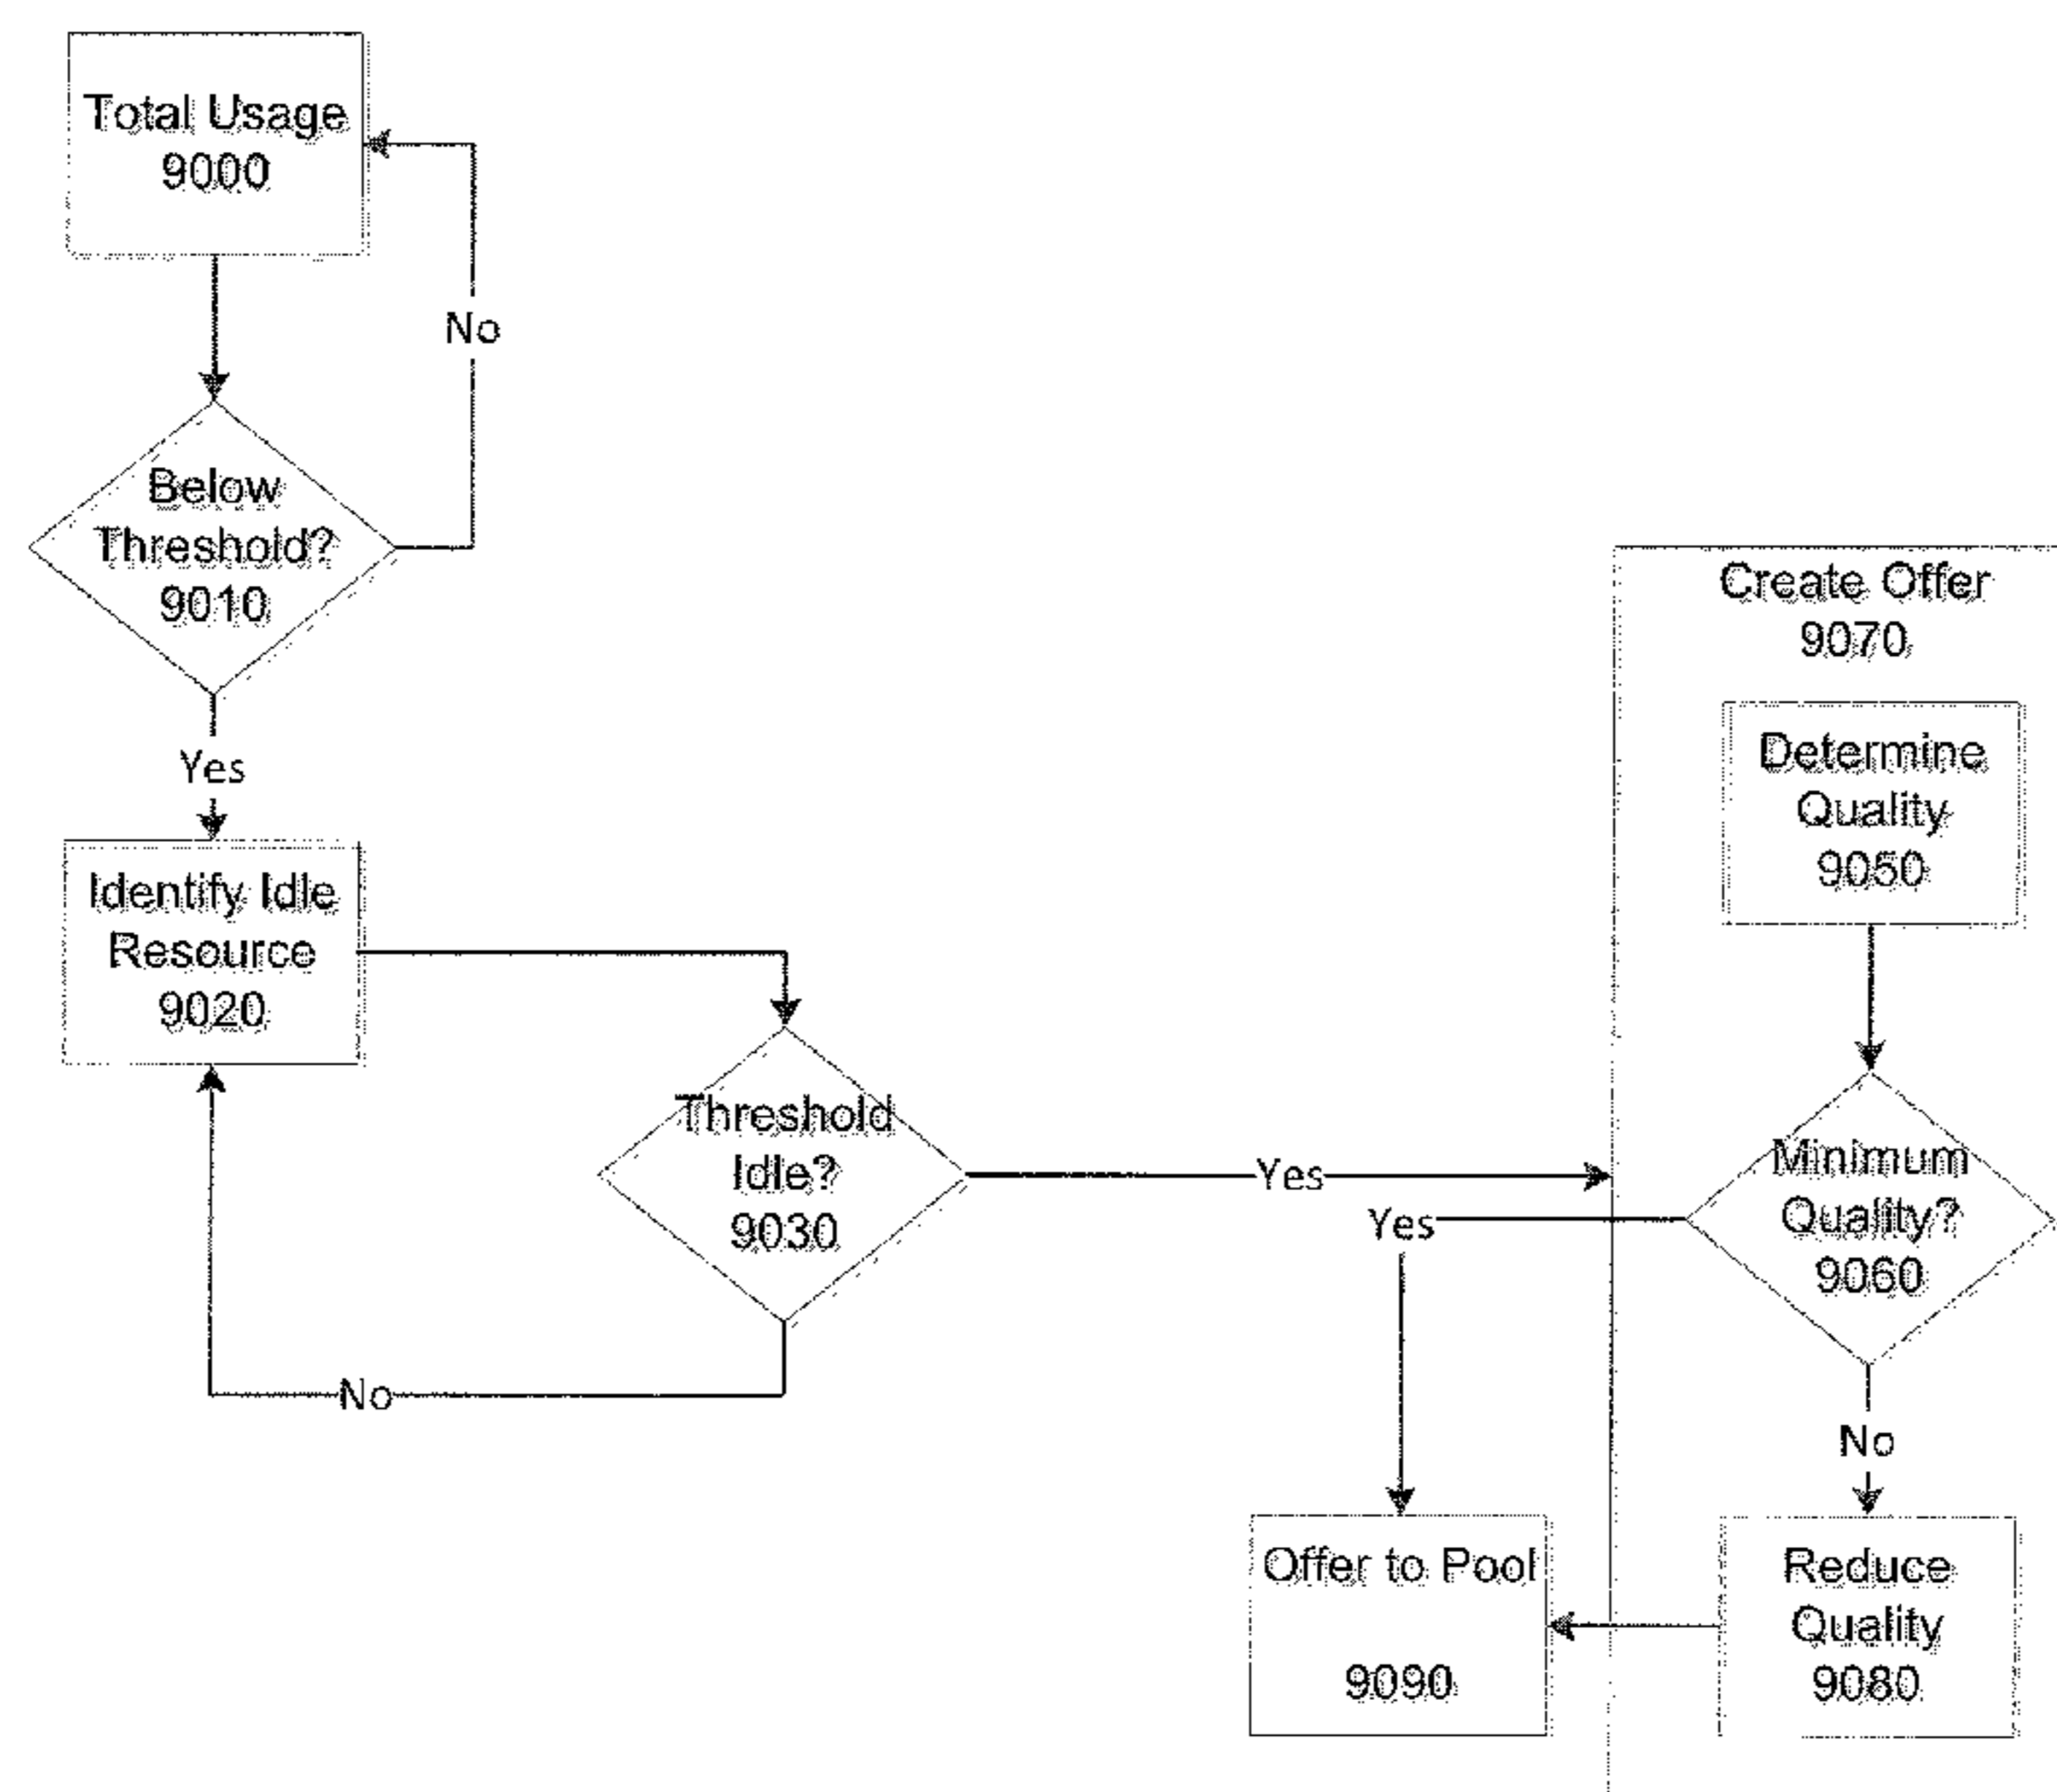 Total Usage
9000
No
Below
Threshold?
9010
Yes
Identify Idle
Resource
9020
Threshold
Idle?
9030
No
Yes
Create Offer
9070
Determine
Quality
9050
Minimum
Quality?
9060
Yes
No
Offer to Pool
9090
Reduce
Quality
9080